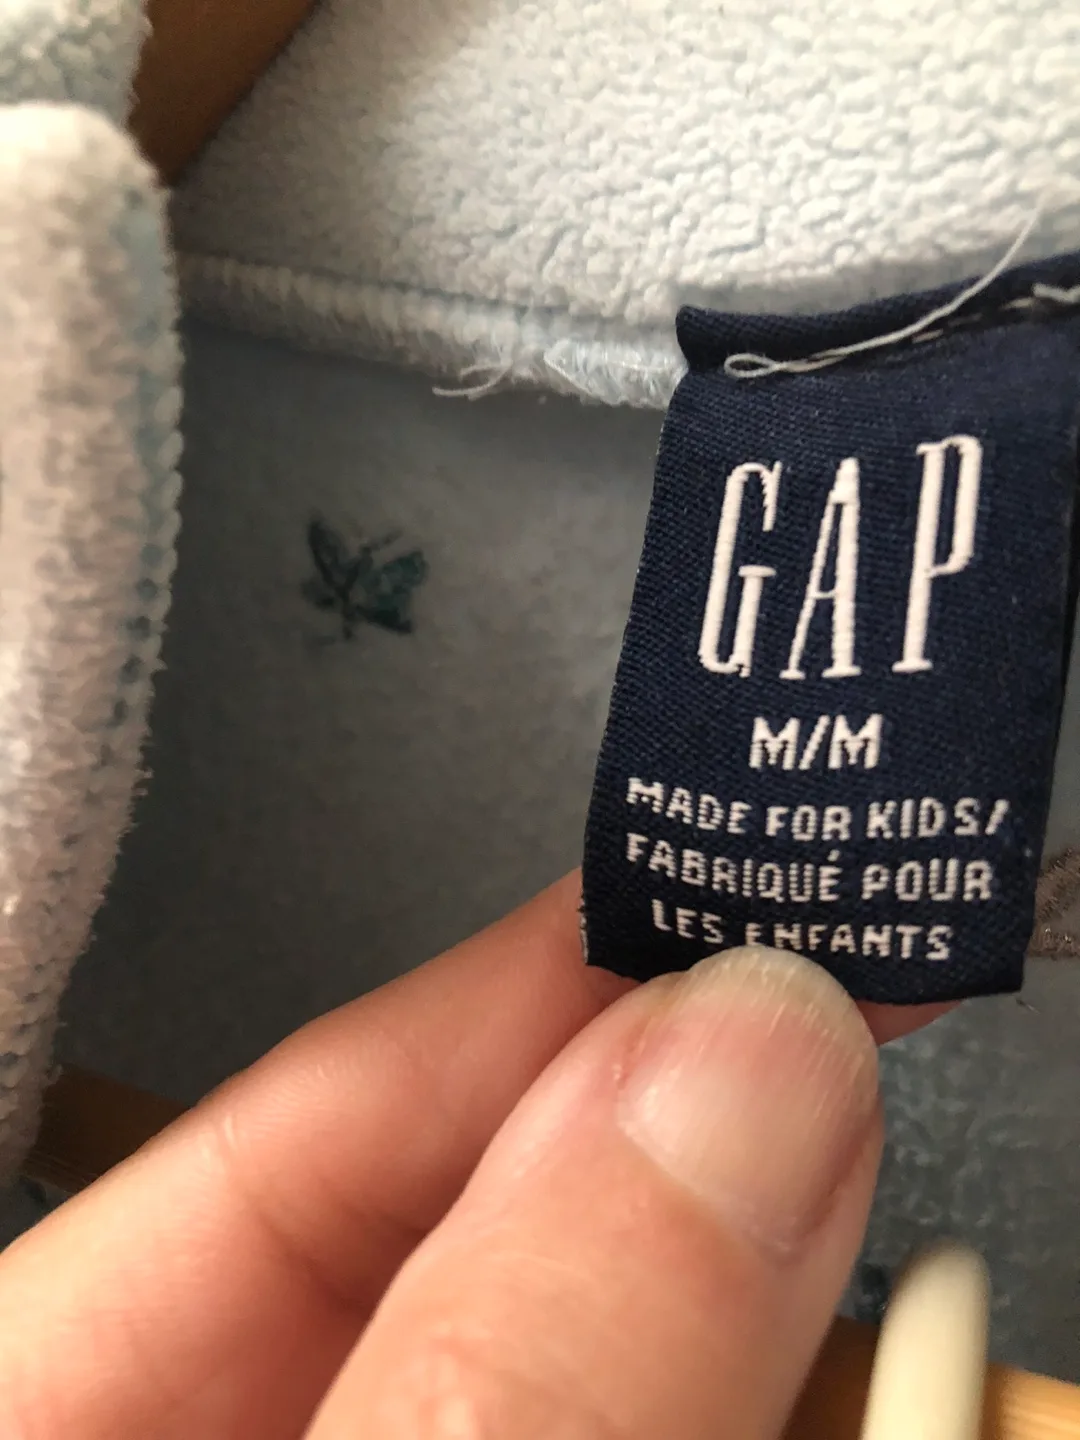 GAP
M/M
MADE FOR KIDS/
FABRIQUÉ POUR
LES ENFANTS